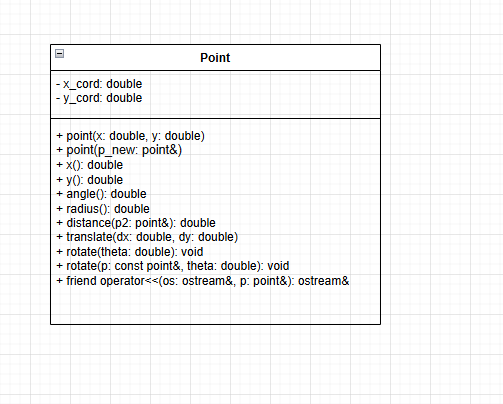 Point
- x_cord: double
- y_cord: double
+ point(x: double, y: double)
+ point(p_new: point&)
+ x(): double
+ y(): double
+ angle(): double
+ radius(): double
+ distance(p2: point&): double
+ translate(dx: double, dy: double)
+ rotate(theta: double): void
+ rotate(p: const point&, theta: double): void
+ friend operator<<(os: ostream&, p: point&): ostream&